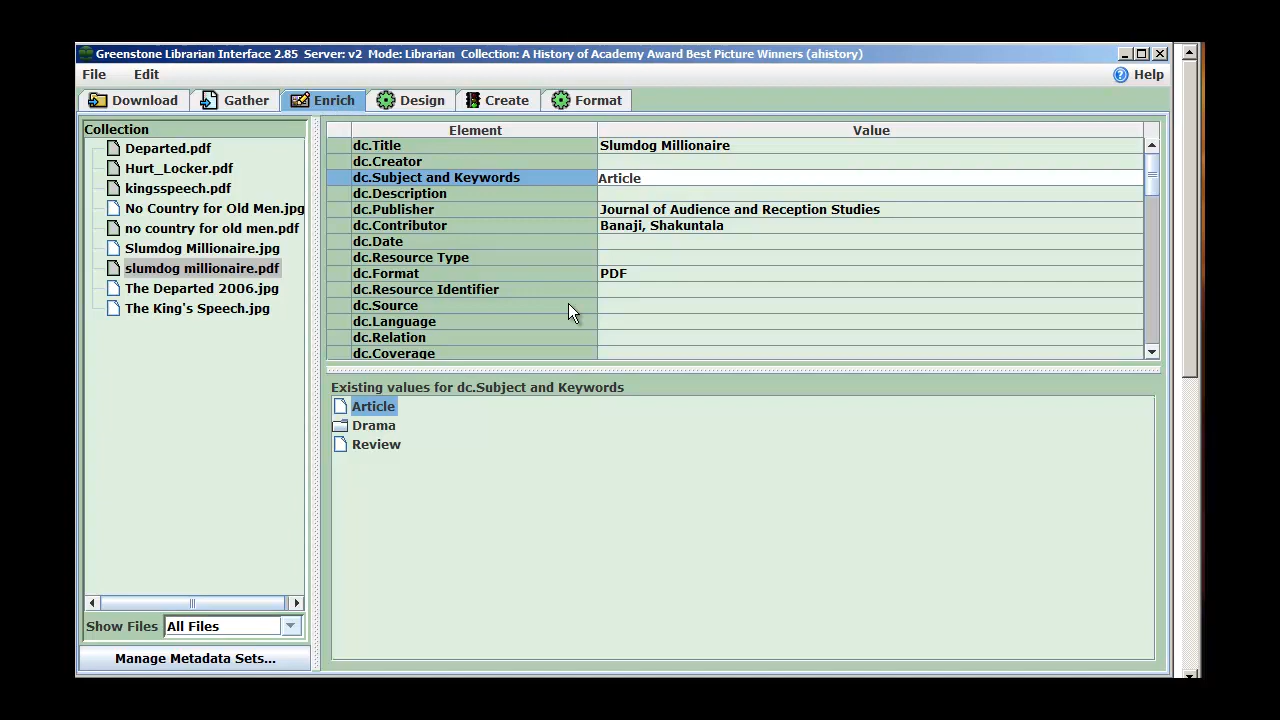 Greenstone Librarian Interface 2.85 Server: v2 Mode: Librarian Collection: A History of Academy Award Best Picture Winners (ahistory)
File Edit Help
Download Gather Enrich Design Create Format
Collection
Departed.pdf
Hurt_Locker.pdf
kingsspeech.pdf
No Country for Old Men.jpg
no country for old men.pdf
Slumdog Millionaire.jpg
slumdog millionaire.pdf
The Departed 2006.jpg
The King's Speech.jpg
Show Files All Files
Manage Metadata Sets...
Element Value
dc.Title Slumdog Millionaire
dc.Creator
dc.Subject and Keywords Article
dc.Description
dc.Publisher Journal of Audience and Reception Studies
dc.Contributor Banaji, Shakuntala
dc.Date
dc.Resource Type
dc.Format PDF
dc.Resource Identifier
dc.Source
dc.Language
dc.Relation
dc.Coverage
Existing values for dc.Subject and Keywords
Article
Drama
Review